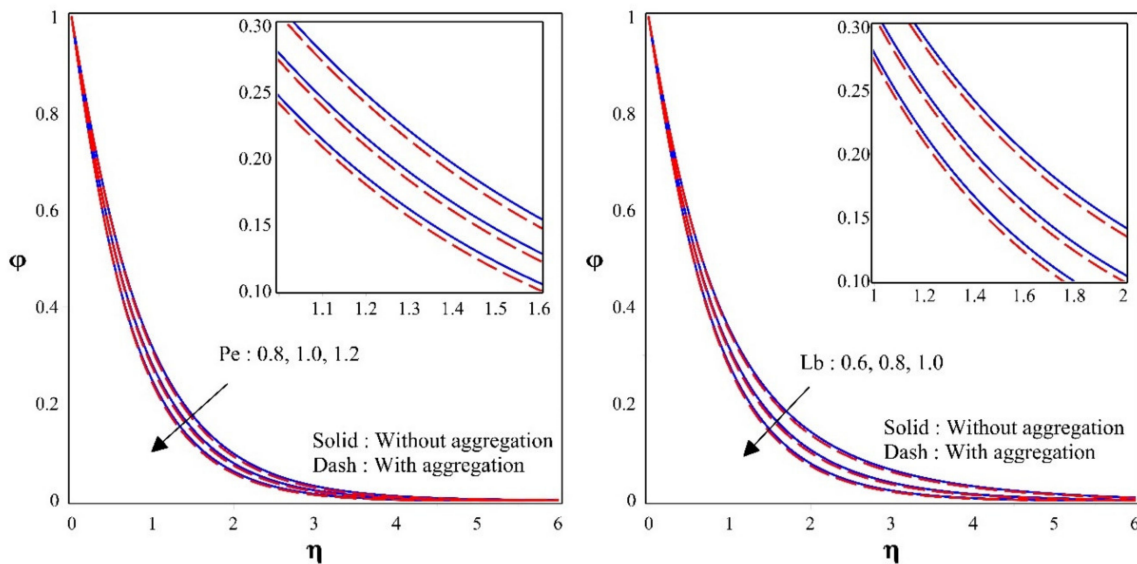 1
0.8
0.6
φ
0.4
0.2
0
0.30
0.25
0.20
0.15
0.10
1.1 1.2 1.3 1.4 1.5 1.6
Pe : 0.8, 1.0, 1.2
Solid : Without aggregation
Dash : With aggregation
0 1 2 3 4 5 6
η
1
0.8
0.6
φ
0.4
0.2
0
0.30
0.25
0.20
0.15
0.10
1 1.2 1.4 1.6 1.8 2
Lb : 0.6, 0.8, 1.0
Solid : Without aggregation
Dash : With aggregation
0 1 2 3 4 5 6
η